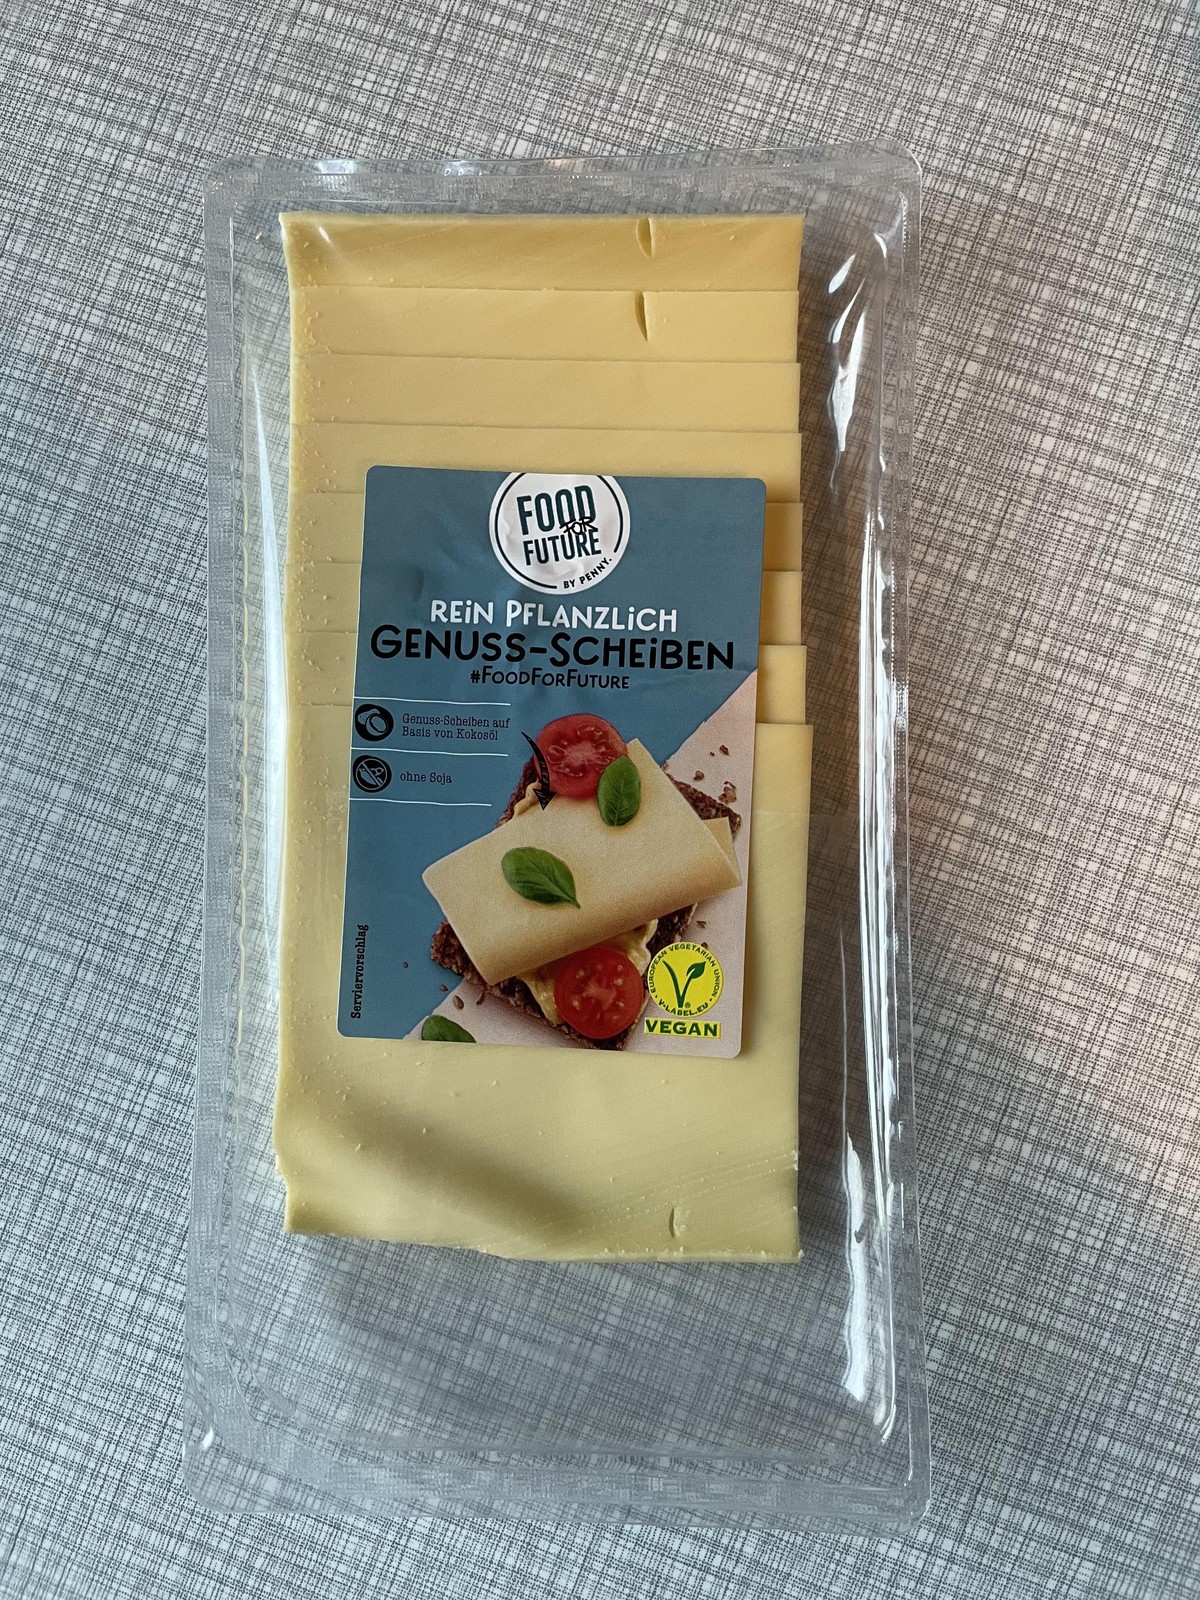 FOOD
FOR
FUTURE
BY PENNY.
REiN PFLANZLiCH
GENUSS-SCHEiBEN
#FOODFORFUTURE
Genuss-Scheiben auf
Basis von Kokosöl
ohne Soja
Serviervorschlag
EUROPEAN VEGETARIAN UNION
V-LABEL.EU
VEGAN